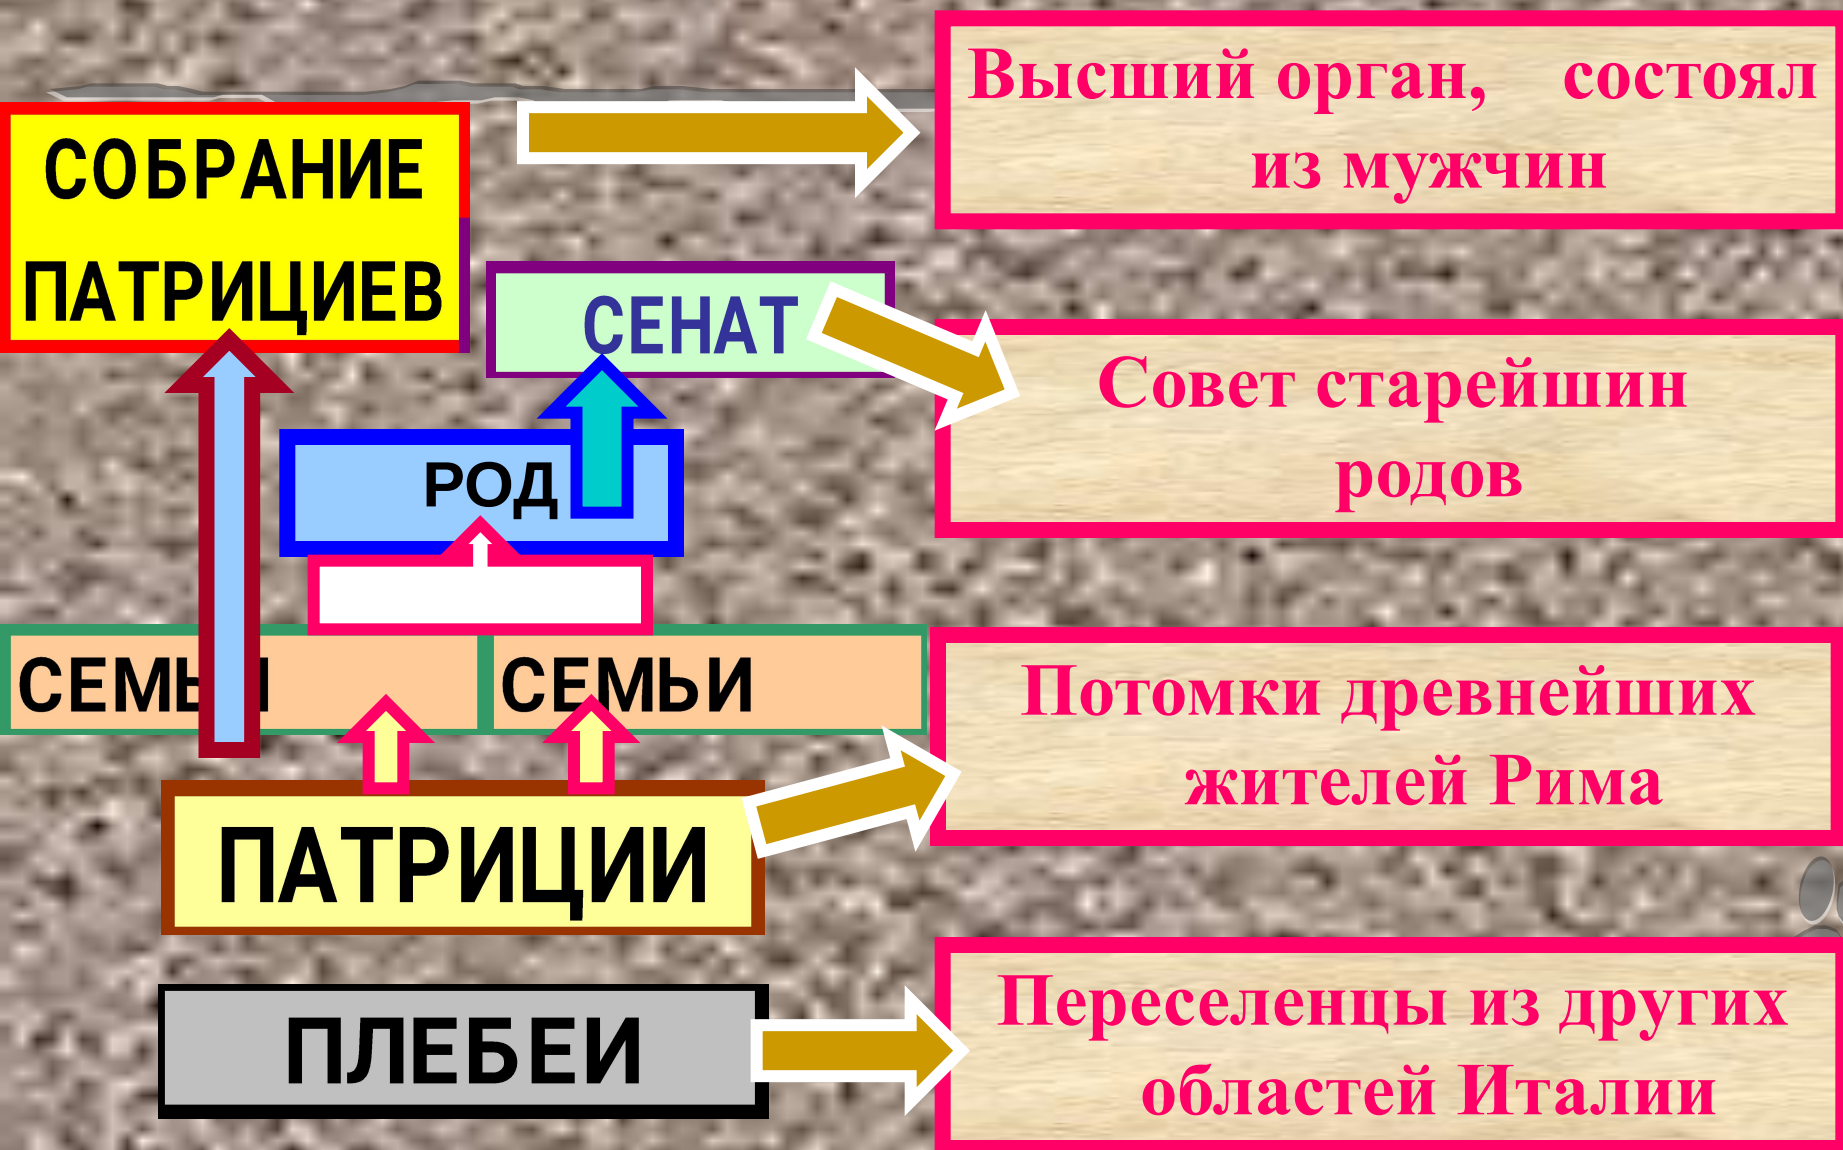 СОБРАНИЕ
ПАТРИЦИЕВ
Высший орган, состоял
из мужчин
СЕНАТ
Совет старейшин
родов
РОД
СЕМЬИ
СЕМЬИ
Потомки древнейших
жителей Рима
ПАТРИЦИИ
ПЛЕБЕИ
Переселенцы из других
областей Италии